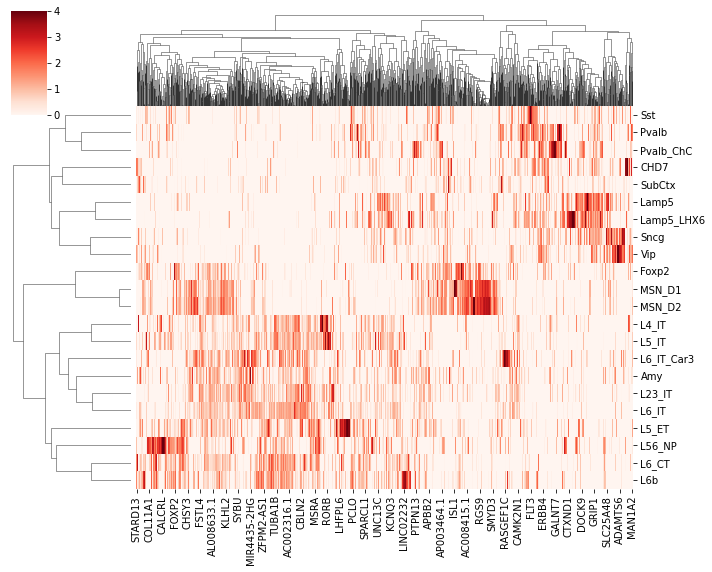 4
3
2
1
0
Sst
Pvalb
Pvalb_ChC
CHD7
SubCtx
Lamp5
Lamp5_LHX6
Sncg
Vip
Foxp2
MSN_D1
MSN_D2
L4_IT
L5_IT
L6_IT_Car3
Amy
L23_IT
L6_IT
L5_ET
L56_NP
L6_CT
L6b
STARD13
COL11A1
CALCRL
FOXP2
CHSY3
FSTL4
AL008633.1
KLHL2
SYBU
MIR4435-2HG
ZFPM2-AS1
TUBA1B
AC002316.1
CBLN2
MSRA
RORB
LHFPL6
PCLO
SPARCL1
UNC13C
KCNQ3
LINC02232
PTPN13
APBB2
AP003464.1
ISL1
AC008415.1
RGS9
SMYD3
RASGEF1C
CAMK2N1
FLT3
ERBB4
GALNT7
CTXND1
DOCK9
GRIP1
SLC25A48
ADAMTS6
MAN1A2